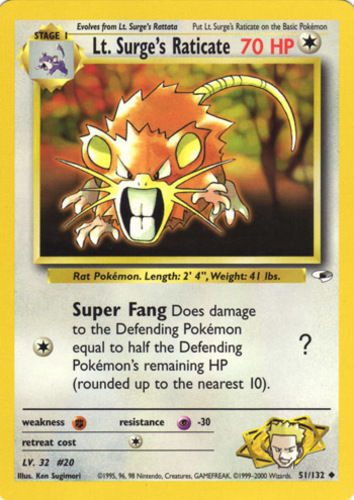 Evolves from Lt. Surge's Rattata Put Lt. Surge's Raticate on the Basic Pokémon
STAGE 1
Lt. Surge's Raticate 70 HP
Rat Pokémon. Length: 2' 4", Weight: 41 lbs.
Super Fang Does damage
to the Defending Pokémon
equal to half the Defending
Pokémon's remaining HP
(rounded up to the nearest 10).
?
weakness resistance -30
retreat cost
LV. 32 #20
Illus. Ken Sugimori ©1995, 96, 98 Nintendo, Creatures, GAMEFREAK. ©1999-2000 Wizards. 51/132